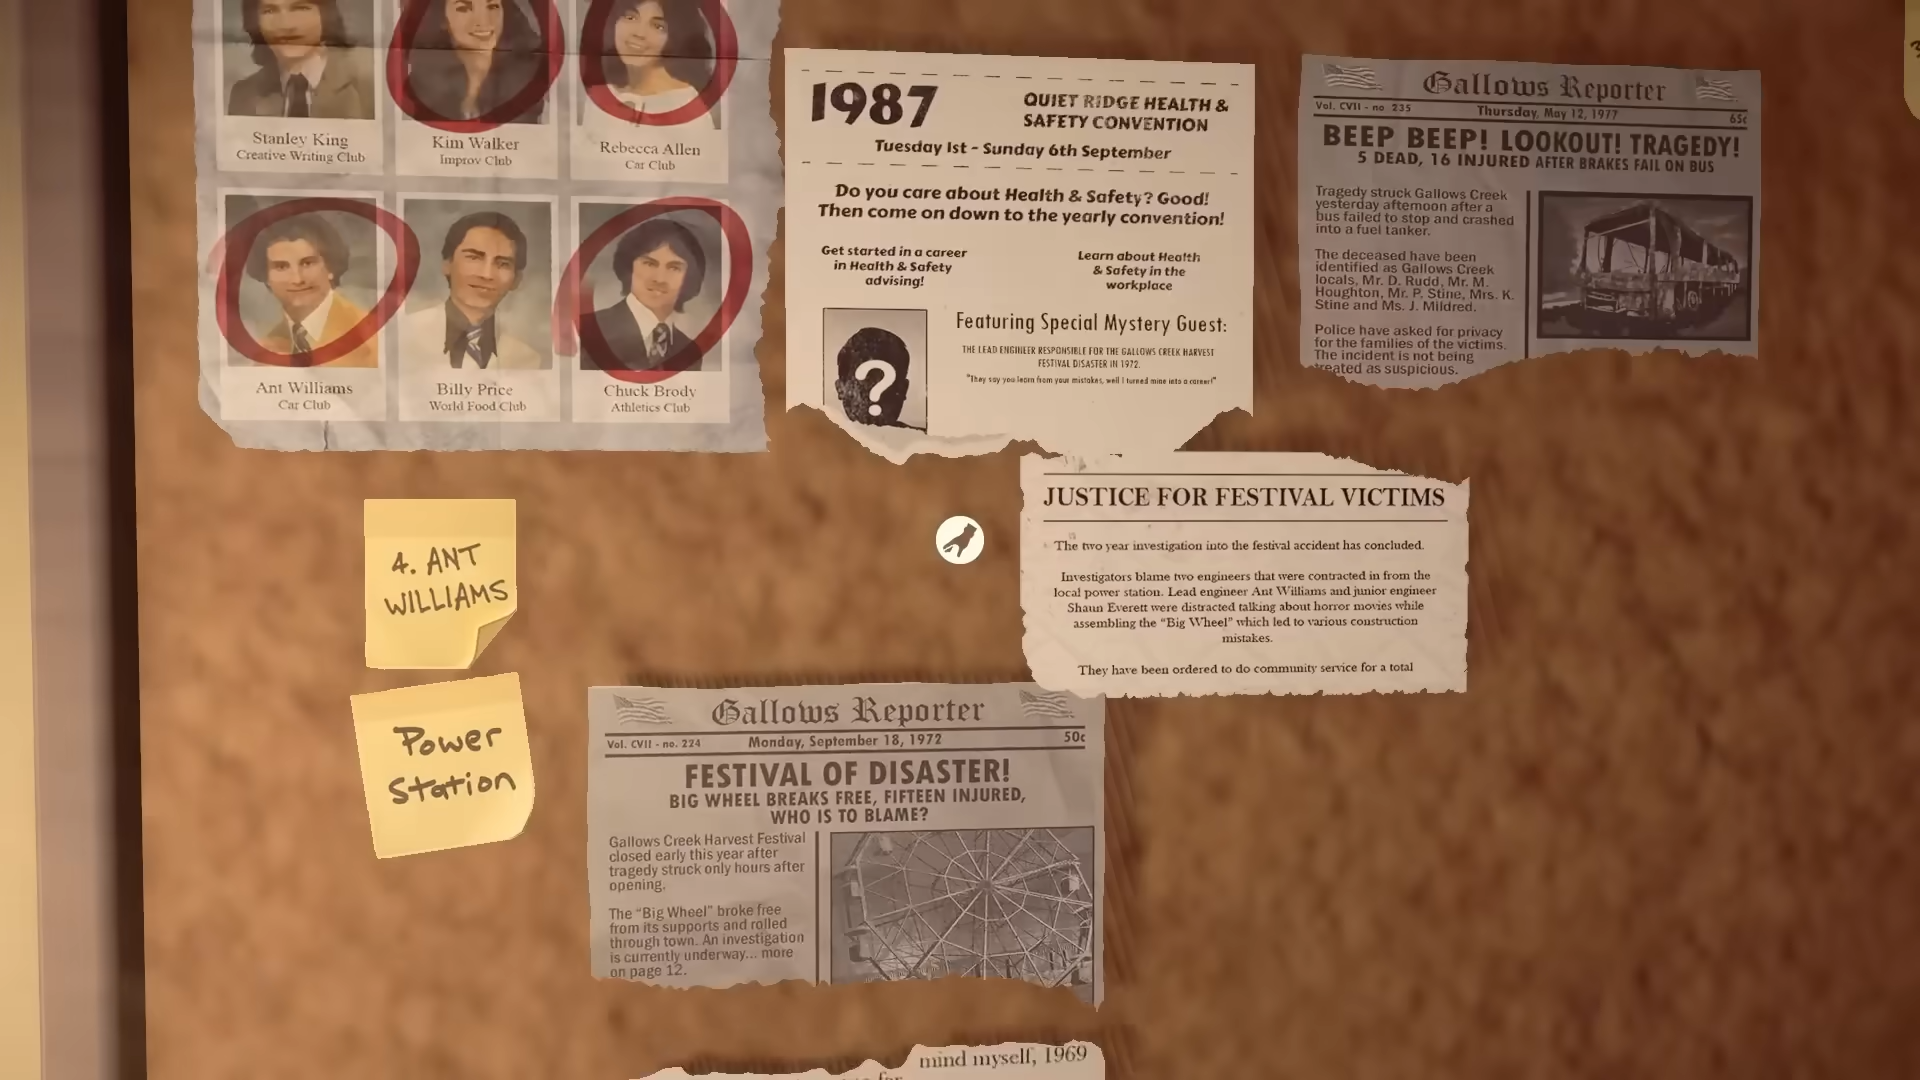 Stanley King
Creative Writing Club
Kim Walker
Improv Club
Rebecca Allen
Car Club
Ant Williams
Car Club
Billy Price
World Food Club
Chuck Brody
Athletics Club
1987
QUIET RIDGE HEALTH &
SAFETY CONVENTION
Tuesday 1st - Sunday 6th September
Do you care about Health & Safety? Good!
Then come on down to the yearly convention!
Get started in a career
in Health & Safety
advising!
Learn about Health
& Safety in the
workplace
?
Featuring Special Mystery Guest:
THE LEAD ENGINEER RESPONSIBLE FOR THE GALLOWS CREEK HARVEST
FESTIVAL DISASTER IN 1972.
"They say you learn from your mistakes, well I turned mine into a career!"
Gallows Reporter
Vol. CVII - no 235
Thursday, May 12, 1977
65c
BEEP BEEP! LOOKOUT! TRAGEDY!
5 DEAD, 16 INJURED AFTER BRAKES FAIL ON BUS
Tragedy struck Gallows Creek
yesterday afternoon after a
bus failed to stop and crashed
into a fuel tanker.
The deceased have been
identified as Gallows Creek
locals, Mr. D. Rudd, Mr. M.
Houghton, Mr. P. Stine, Mrs. K.
Stine and Ms. J. Mildred.
Police have asked for privacy
for the families of the victims.
The incident is not being
treated as suspicious.
JUSTICE FOR FESTIVAL VICTIMS
The two year investigation into the festival accident has concluded.
Investigators blame two engineers that were contracted in from the
local power station. Lead engineer Ant Williams and junior engineer
Shaun Everett were distracted talking about horror movies while
assembling the "Big Wheel" which led to various construction
mistakes.
They have been ordered to do community service for a total
4. ANT
WILLIAMS
Power
Station
Gallows Reporter
Vol. CVII - no. 224
Monday, September 18, 1972
50c
FESTIVAL OF DISASTER!
BIG WHEEL BREAKS FREE, FIFTEEN INJURED,
WHO IS TO BLAME?
Gallows Creek Harvest Festival
closed early this year after
tragedy struck only hours after
opening.
The "Big Wheel" broke free
from its supports and rolled
through town. An investigation
is currently underway... more
on page 12.
mind myself, 1969